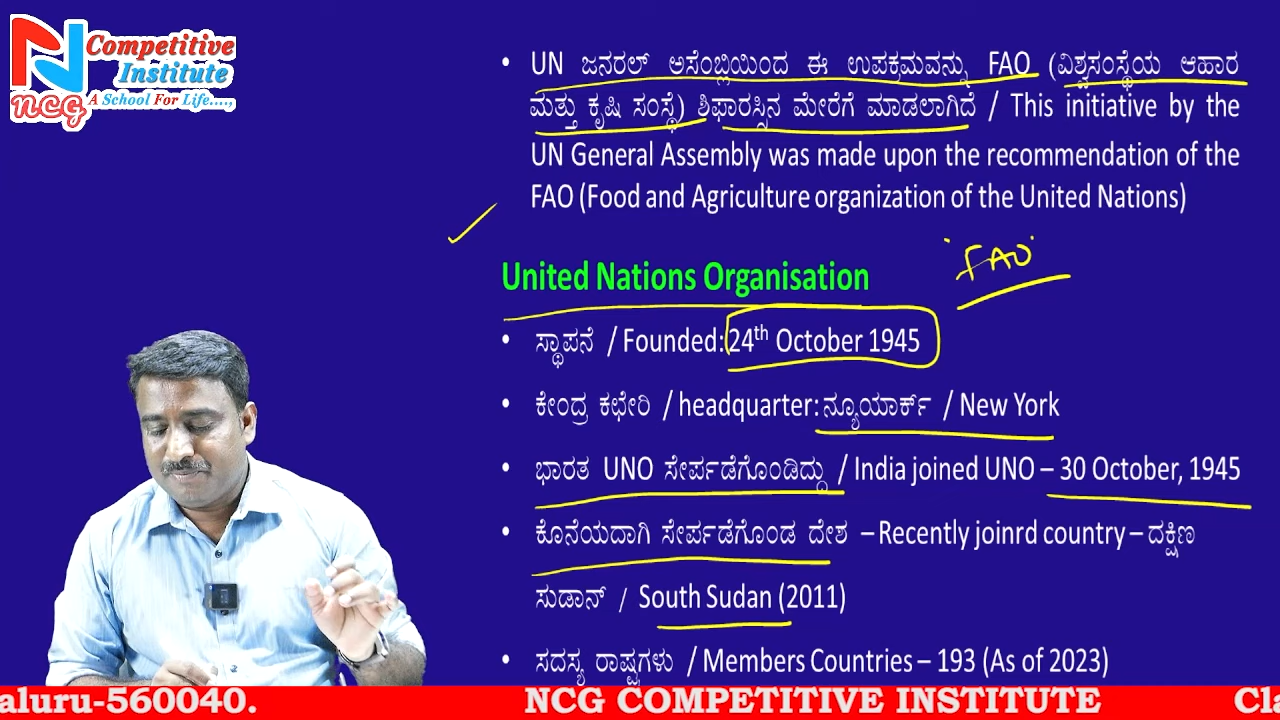 Competitive
Institute
NCG A School For Life....,
• UN ಜನರಲ್ ಅಸೆಂಬ್ಲಿಯಿಂದ ಈ ಉಪಕ್ರಮವನ್ನು FAO (ವಿಶ್ವಸಂಸ್ಥೆಯ ಆಹಾರ
ಮತ್ತು ಕೃಷಿ ಸಂಸ್ಥೆ) ಶಿಫಾರಸ್ಸಿನ ಮೇರೆಗೆ ಮಾಡಲಾಗಿದೆ / This initiative by the
UN General Assembly was made upon the recommendation of the
FAO (Food and Agriculture organization of the United Nations)
FAO
United Nations Organisation
• ಸ್ಥಾಪನೆ / Founded: 24th October 1945
• ಕೇಂದ್ರ ಕಛೇರಿ / headquarter: ನ್ಯೂಯಾರ್ಕ್ / New York
• ಭಾರತ UNO ಸೇರ್ಪಡೆಗೊಂಡಿದ್ದು / India joined UNO – 30 October, 1945
• ಕೊನೆಯದಾಗಿ ಸೇರ್ಪಡೆಗೊಂಡ ದೇಶ – Recently joinrd country – ದಕ್ಷಿಣ
ಸುಡಾನ್ / South Sudan (2011)
• ಸದಸ್ಯ ರಾಷ್ಟ್ರಗಳು / Members Countries – 193 (As of 2023)
aluru-560040. NCG COMPETITIVE INSTITUTE Cla